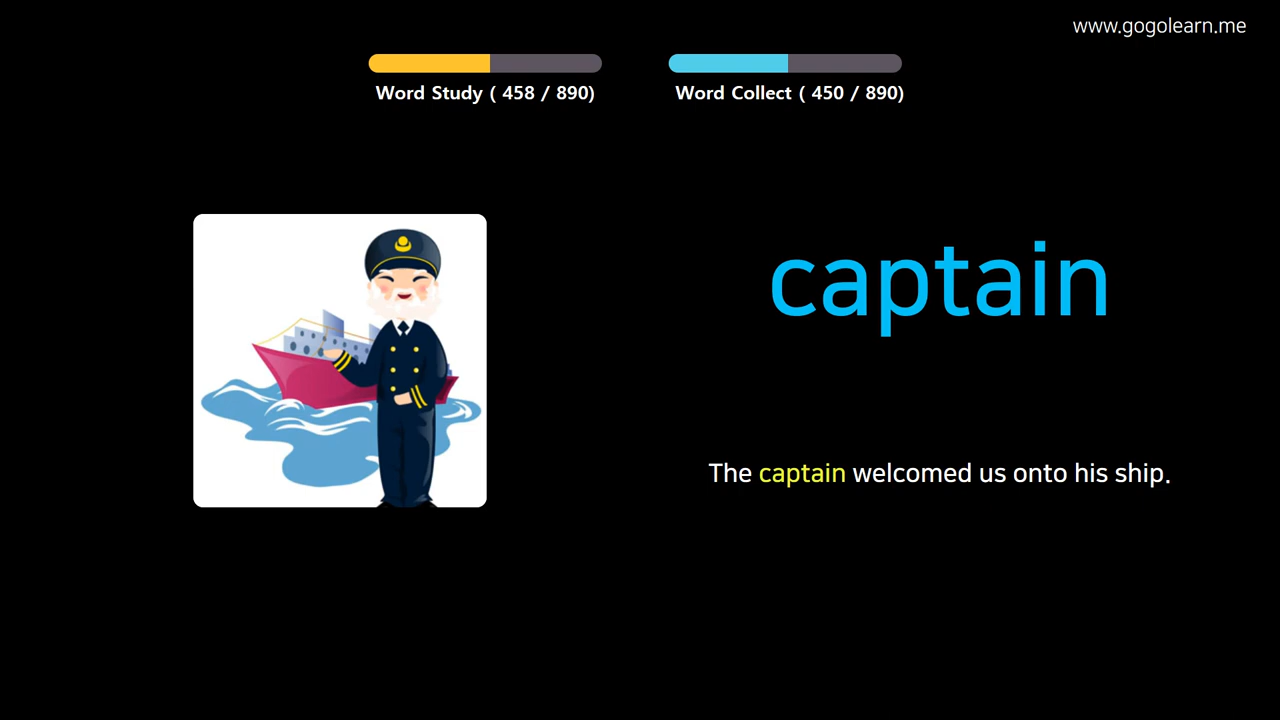 www.gogolearn.me
Word Study ( 458 / 890)
Word Collect ( 450 / 890)
captain
The captain welcomed us onto his ship.